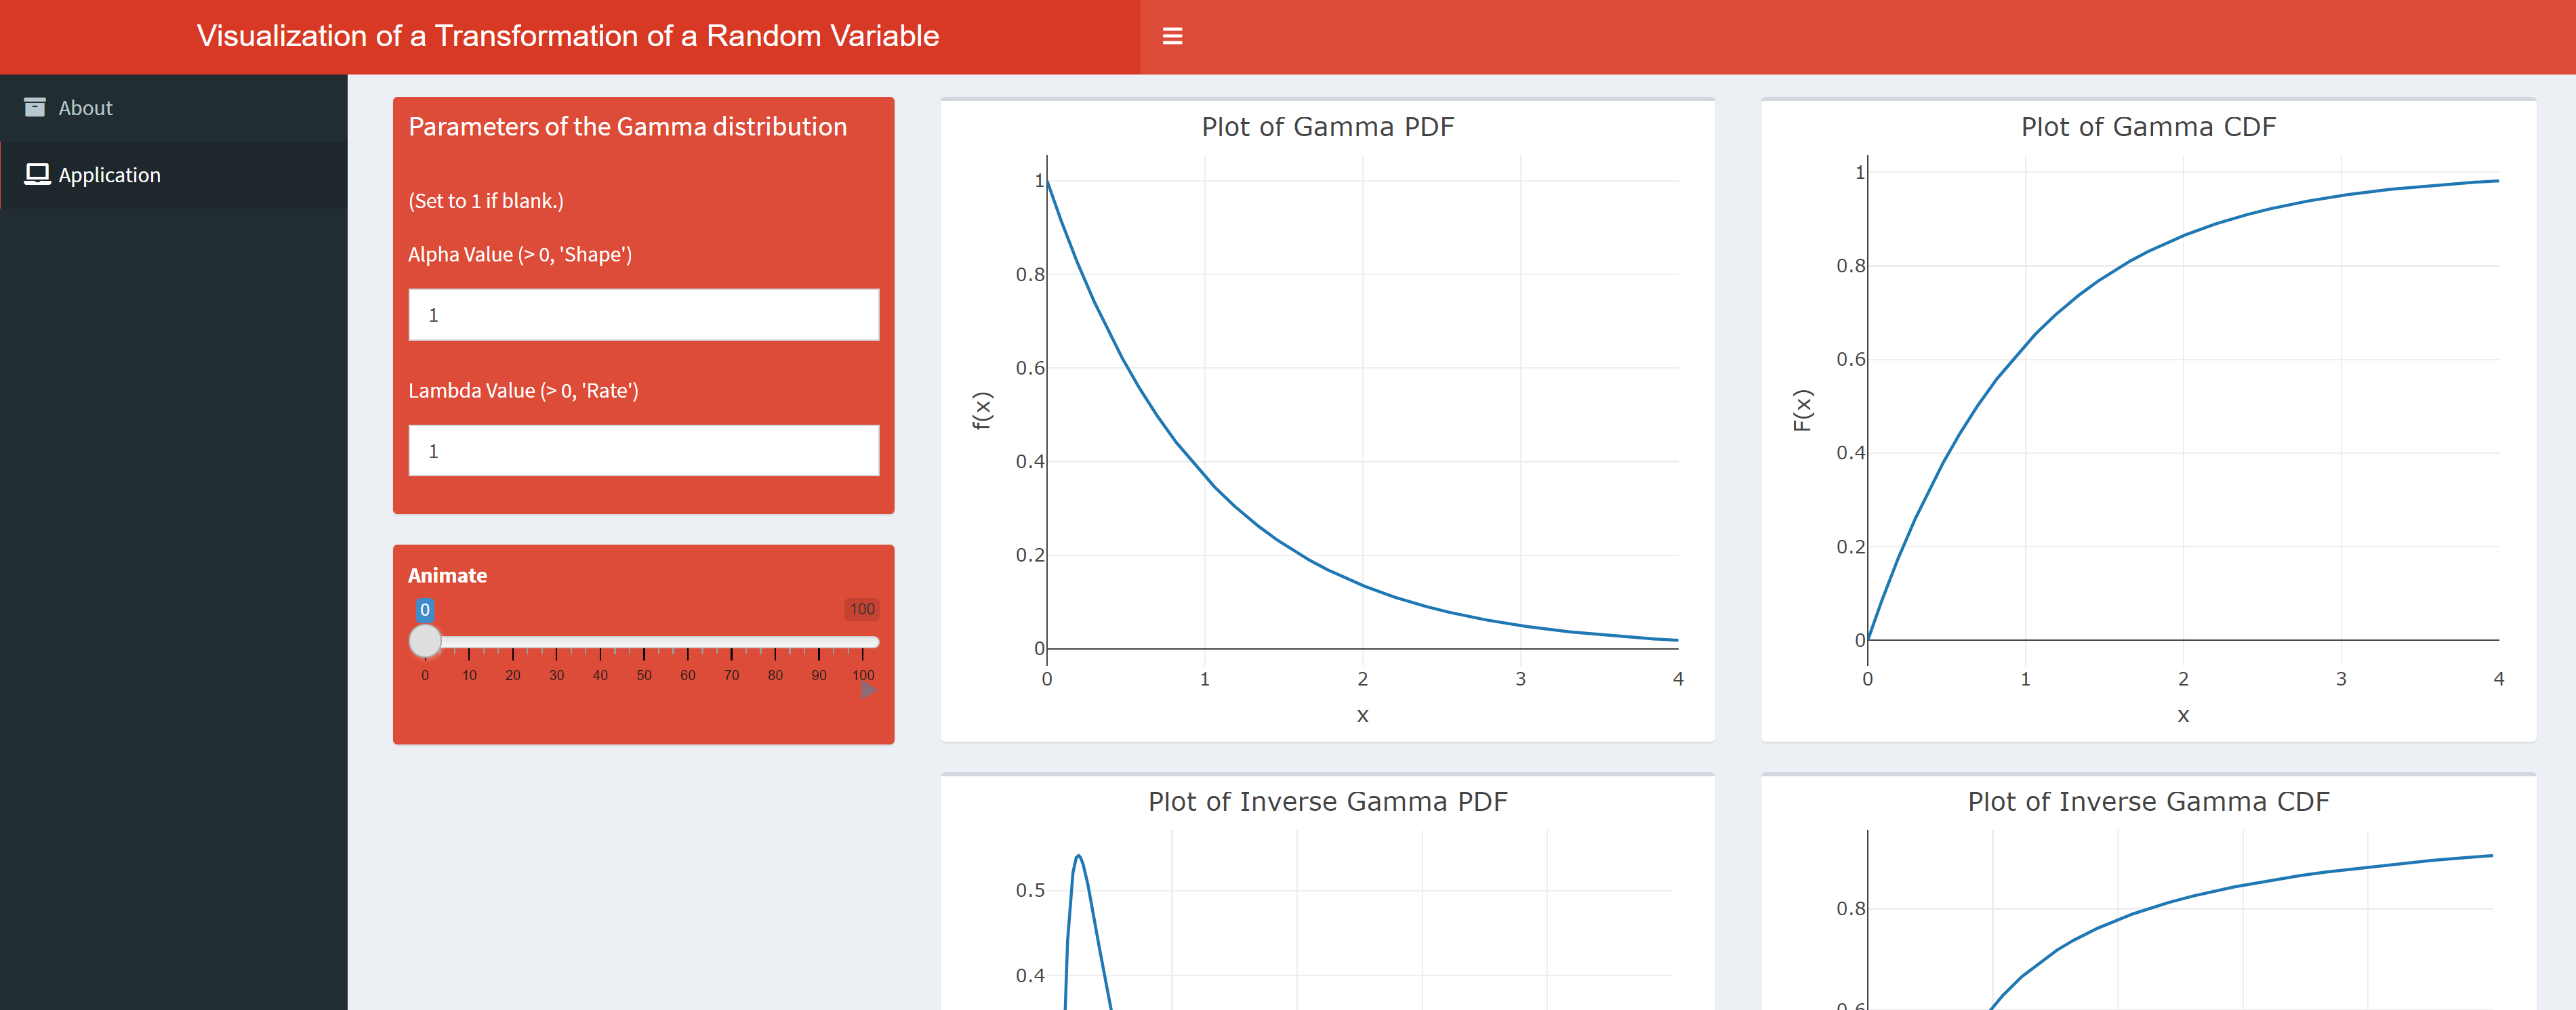 Visualization of a Transformation of a Random Variable
About
Application
Parameters of the Gamma distribution
(Set to 1 if blank.)
Alpha Value (> 0, 'Shape')
1
Lambda Value (> 0, 'Rate')
1
Animate
0
100
0 10 20 30 40 50 60 70 80 90 100
Plot of Gamma PDF
1
0.8
0.6
0.4
0.2
0
f(x)
0 1 2 3 4
x
Plot of Gamma CDF
1
0.8
0.6
0.4
0.2
0
F(x)
0 1 2 3 4
x
Plot of Inverse Gamma PDF
0.5
0.4
Plot of Inverse Gamma CDF
0.8
0.6